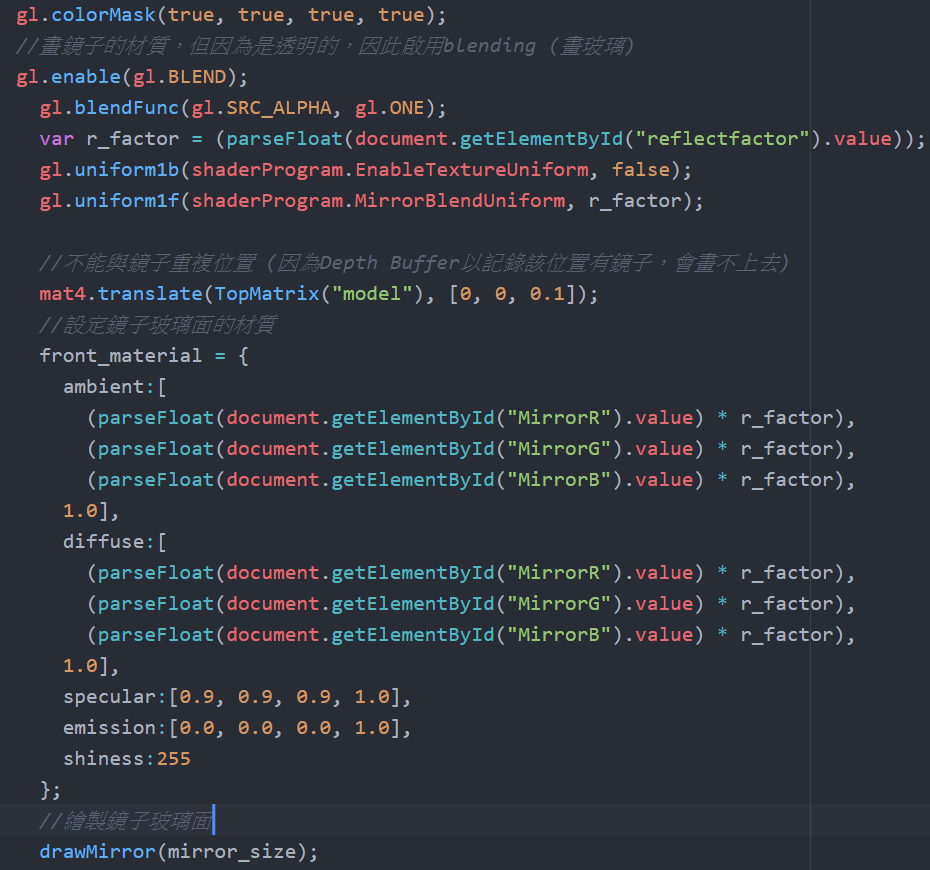 gl.colorMask(true, true, true, true);
//畫鏡子的材質，但因為是透明的，因此啟用blending (畫玻璃)
gl.enable(gl.BLEND);
gl.blendFunc(gl.SRC_ALPHA, gl.ONE);
var r_factor = (parseFloat(document.getElementById("reflectfactor").value));
gl.uniform1b(shaderProgram.EnableTextureUniform, false);
gl.uniform1f(shaderProgram.MirrorBlendUniform, r_factor);
//不能與鏡子重複位置 (因為Depth Buffer以記錄該位置有鏡子，會畫不上去)
mat4.translate(TopMatrix("model"), [0, 0, 0.1]);
//設定鏡子玻璃面的材質
front_material = {
ambient:[
(parseFloat(document.getElementById("MirrorR").value) * r_factor),
(parseFloat(document.getElementById("MirrorG").value) * r_factor),
(parseFloat(document.getElementById("MirrorB").value) * r_factor),
1.0],
diffuse:[
(parseFloat(document.getElementById("MirrorR").value) * r_factor),
(parseFloat(document.getElementById("MirrorG").value) * r_factor),
(parseFloat(document.getElementById("MirrorB").value) * r_factor),
1.0],
specular:[0.9, 0.9, 0.9, 1.0],
emission:[0.0, 0.0, 0.0, 1.0],
shiness:255
};
//繪製鏡子玻璃面
drawMirror(mirror_size);